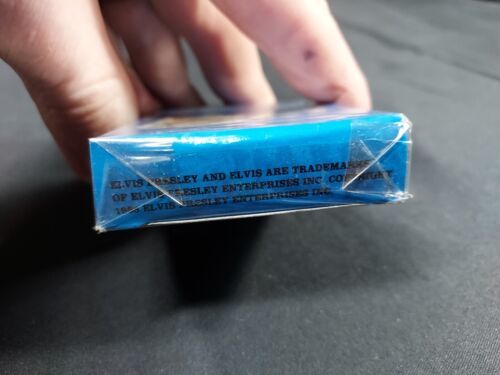 ELVIS PRESLEY AND ELVIS ARE TRADEMARKS
OF ELVIS PRESLEY ENTERPRISES INC. COPYRIGHT
ELVIS PRESLEY ENTERPRISES INC